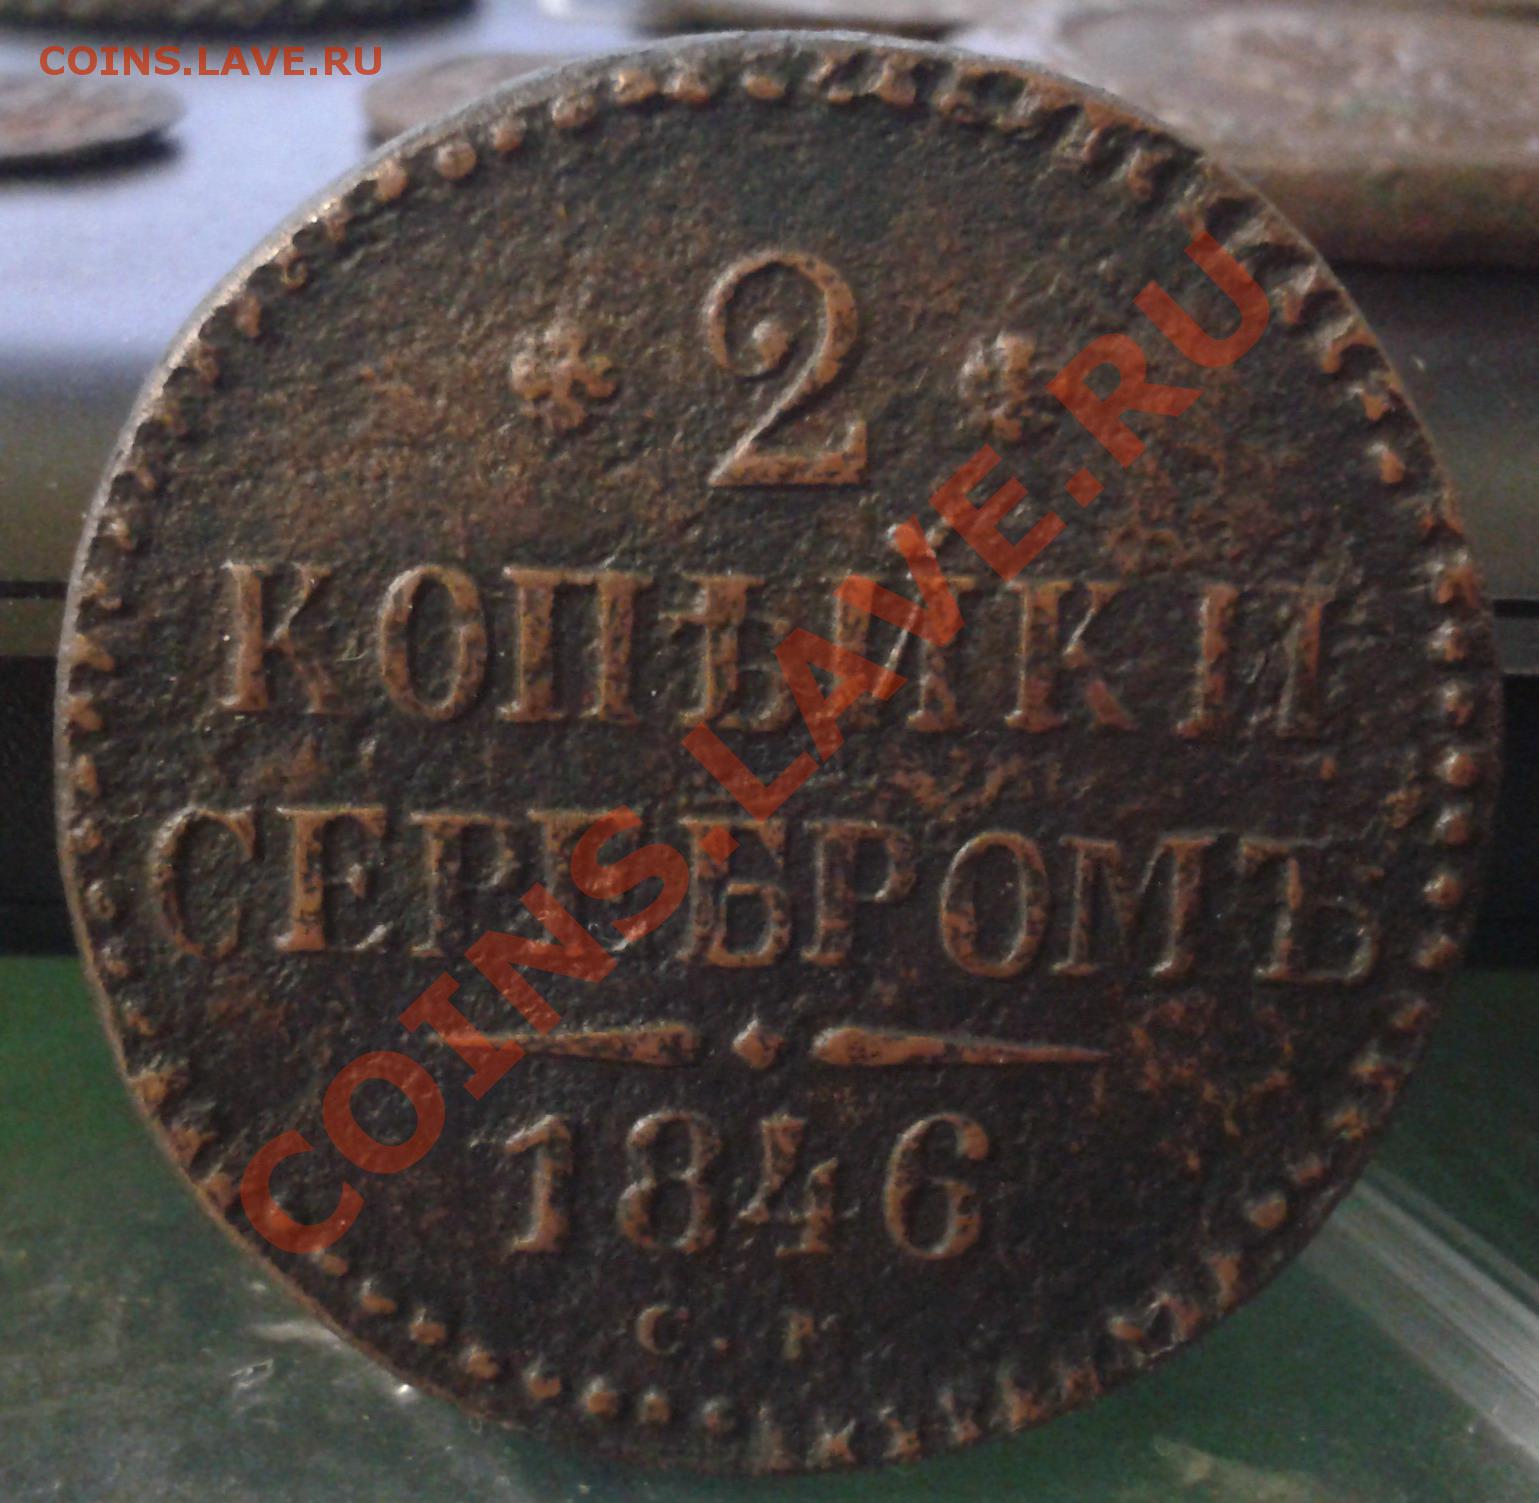 COINS.LAVE.RU
2
КОПѢЙКИ
СЕРЕБРОМЪ
1846
С. М
COINS.LAVE.RU